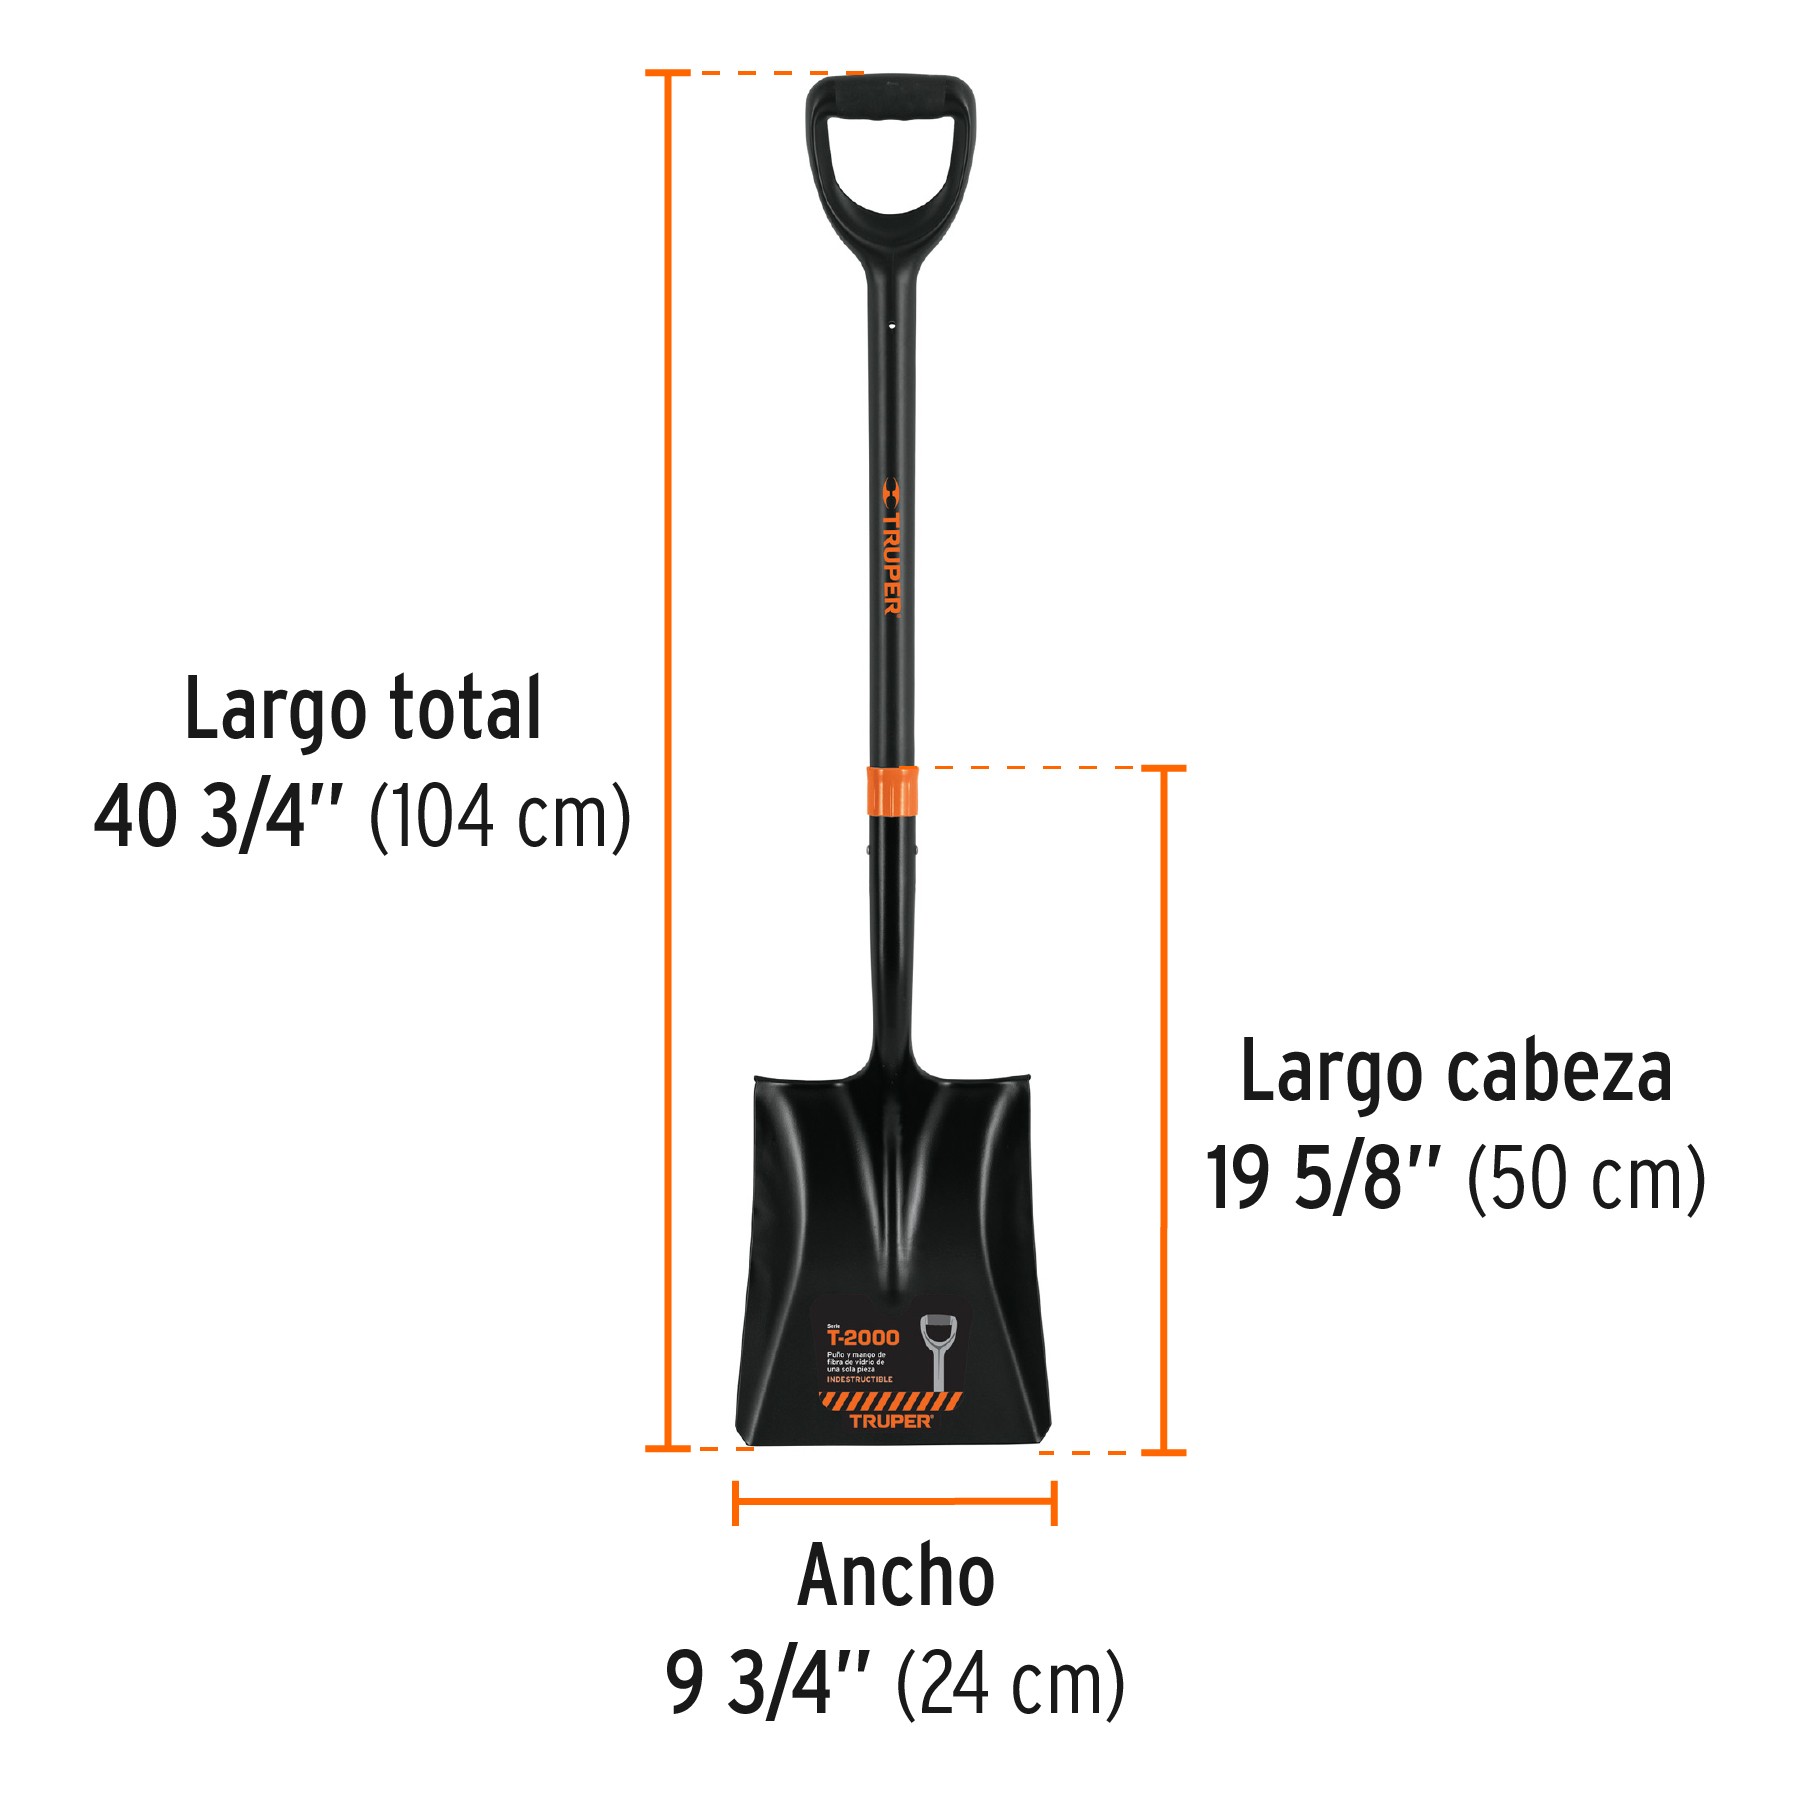 TRUPER
Largo total
40 3/4" (104 cm)
Largo cabeza
19 5/8" (50 cm)
Serie
T-2000
Puño y mango de
fibra de vidrio de
una sola pieza
INDESTRUCTIBLE
TRUPER®
Ancho
9 3/4" (24 cm)